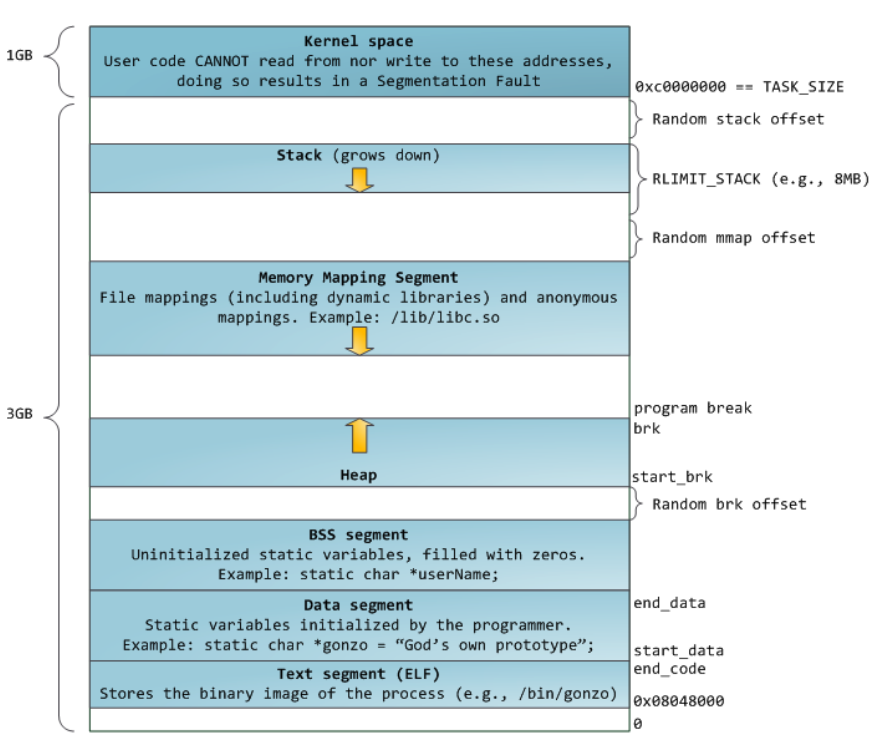 Kernel space
1GB
User code CANNOT read from nor write to these addresses,
doing so results in a Segmentation Fault
0xc0000000 == TASK_SIZE
Random stack offset
Stack (grows down)
RLIMIT_STACK (e.g., 8MB)
Random mmap offset
Memory Mapping Segment
File mappings (including dynamic libraries) and anonymous
mappings. Example: /lib/libc.so
3GB
program break
brk
Heap
start_brk
Random brk offset
BSS segment
Uninitialized static variables, filled with zeros.
Example: static char *userName;
Data segment
end_data
Static variables initialized by the programmer.
Example: static char *gonzo = “God’s own prototype”;
start_data
end_code
Text segment (ELF)
Stores the binary image of the process (e.g., /bin/gonzo)
0x08048000
0